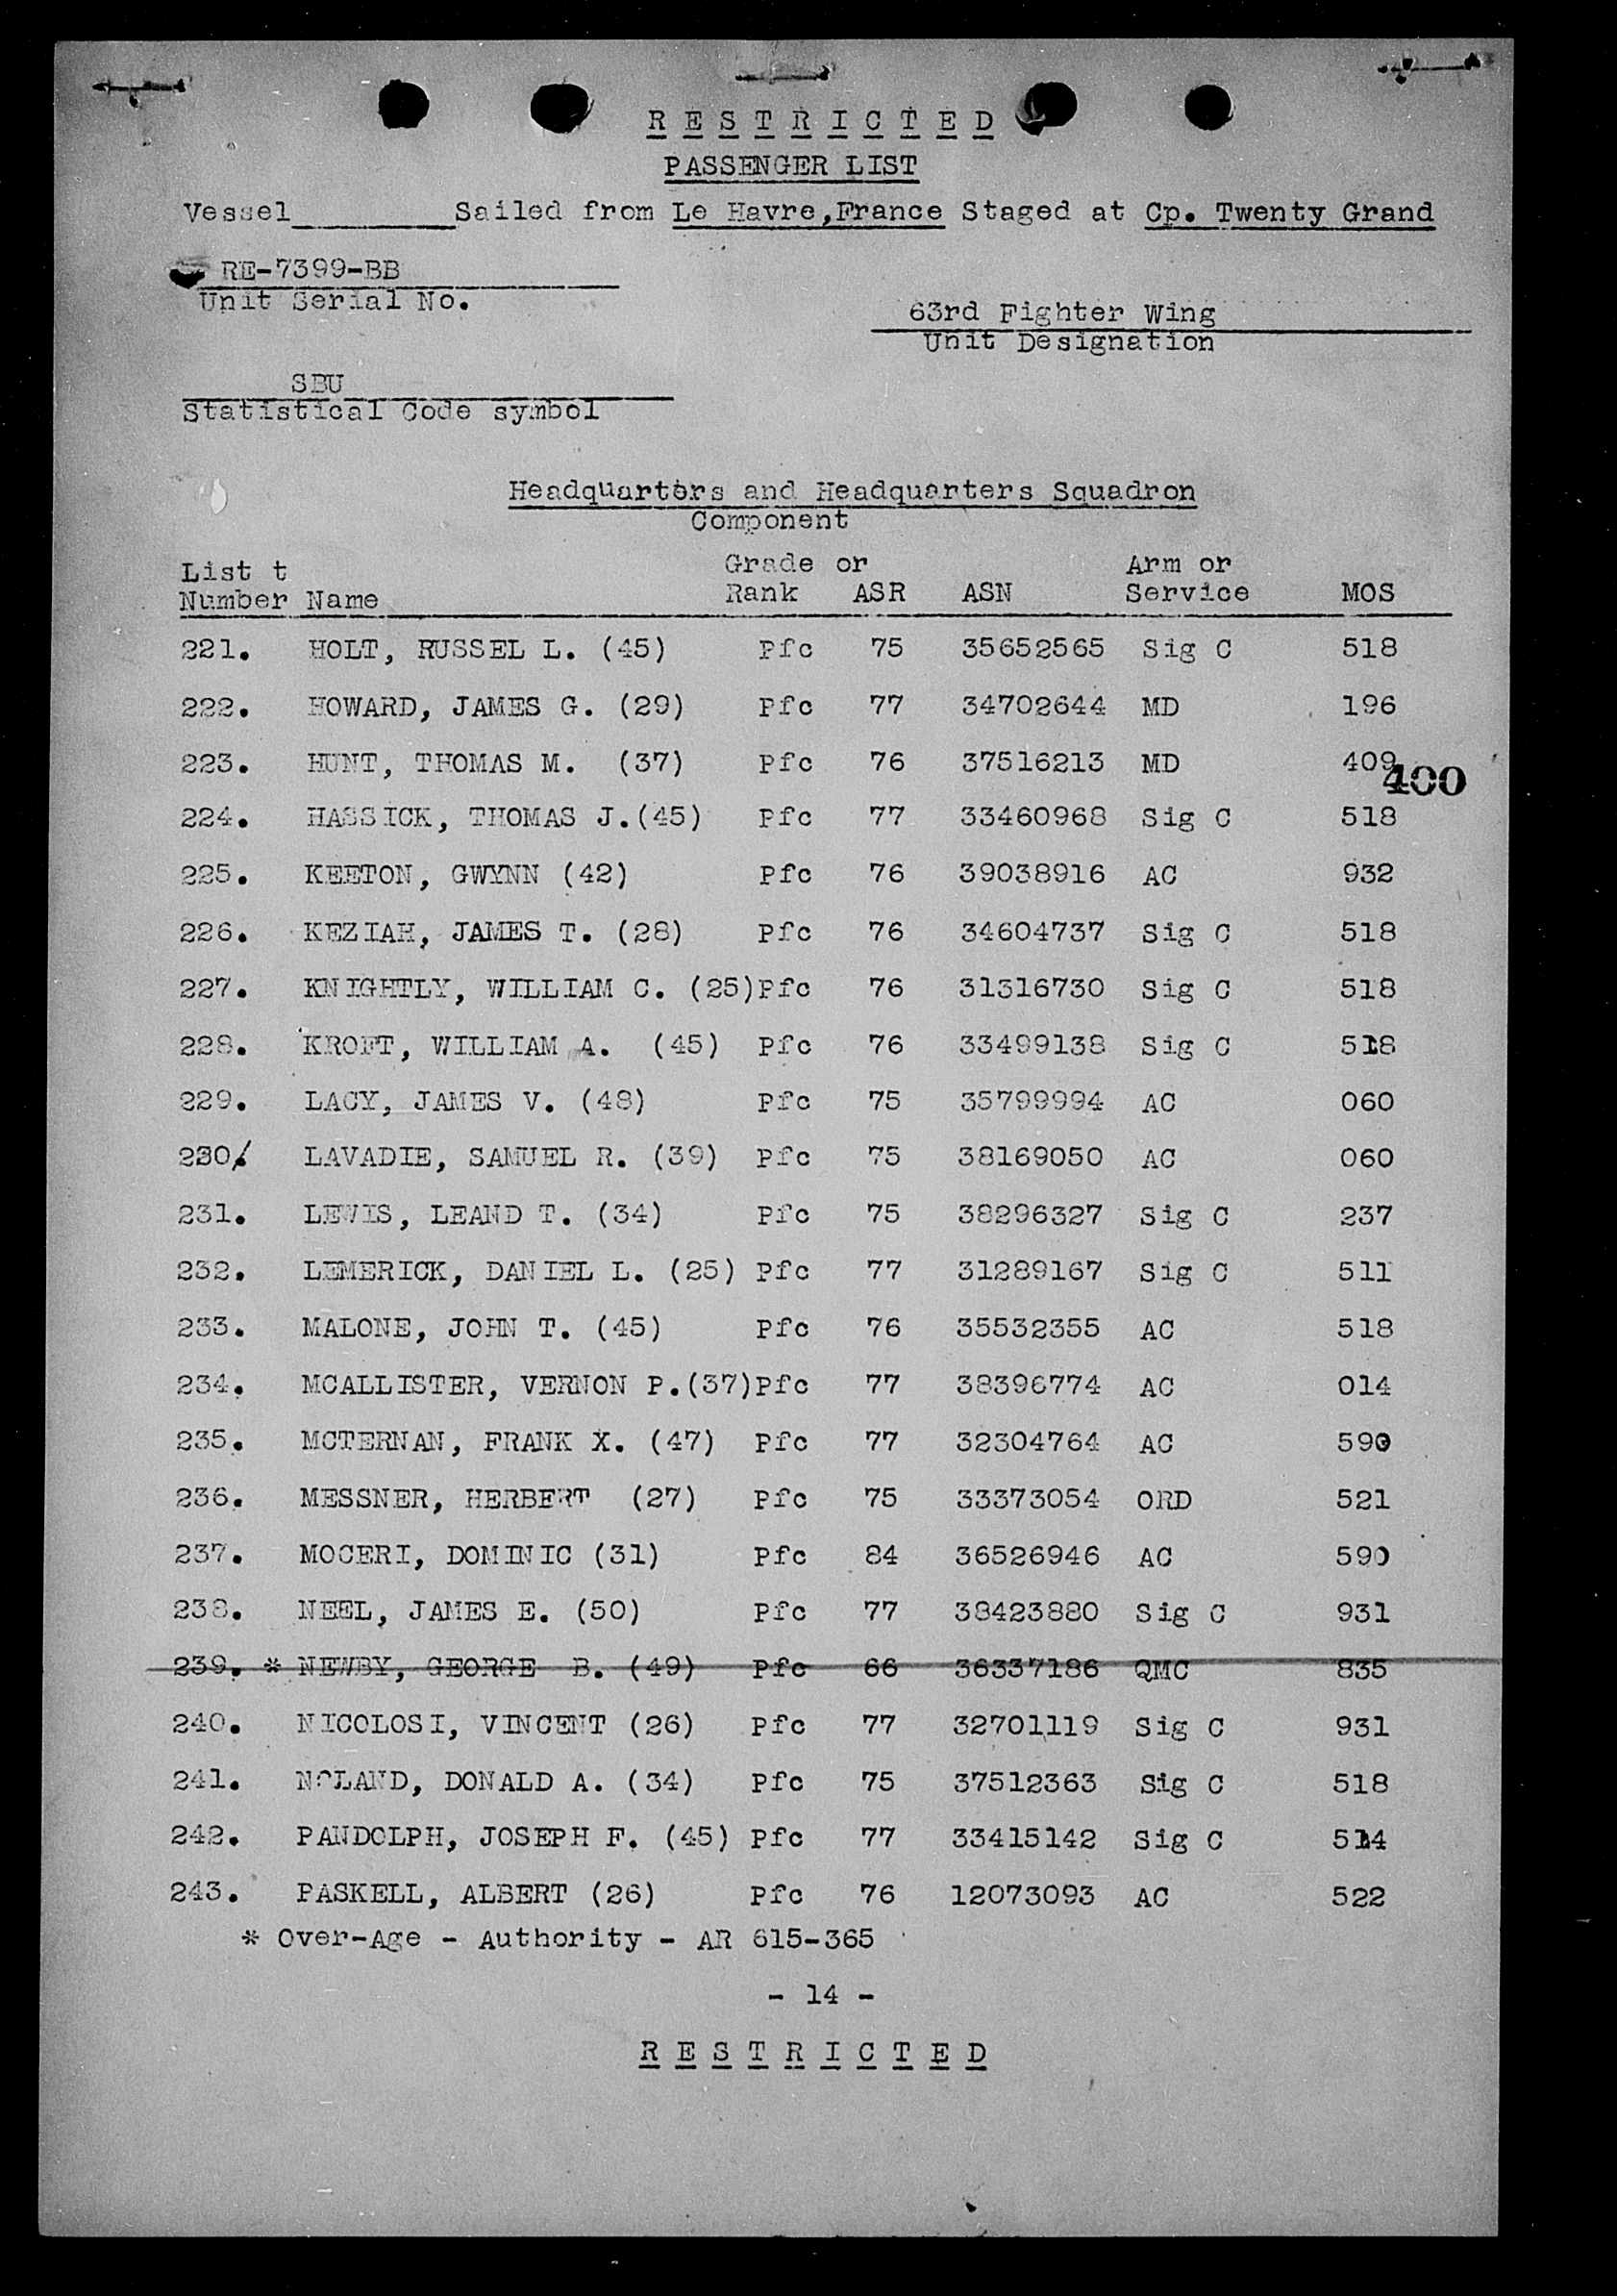 RESTRICTED
PASSENGER LIST
Vessel__________Sailed from Le Havre,France Staged at Cp. Twenty Grand
RE-7399-BB
Unit Serial No.
63rd Fighter Wing
Unit Designation
SBU
Statistical Code symbol
Headquarters and Headquarters Squadron
Component
List t Grade or Arm or
Number Name Rank ASR ASN Service MOS
221. HOLT, RUSSEL L. (45) Pfc 75 35652565 Sig C 518
222. HOWARD, JAMES G. (29) Pfc 77 34702644 MD 196
223. HUNT, THOMAS M. (37) Pfc 76 37516213 MD 409
400
224. HASSICK, THOMAS J.(45) Pfc 77 33460968 Sig C 518
225. KEETON, GWYNN (42) Pfc 76 39038916 AC 932
226. KEZIAH, JAMES T. (28) Pfc 76 34604737 Sig C 518
227. KNIGHTLY, WILLIAM C. (25)Pfc 76 31316730 Sig C 518
228. KROFT, WILLIAM A. (45) Pfc 76 33499138 Sig C 518
229. LACY, JAMES V. (48) Pfc 75 35799994 AC 060
230. LAVADIE, SAMUEL R. (39) Pfc 75 38169050 AC 060
231. LEWIS, LEAND T. (34) Pfc 75 38296327 Sig C 237
232. LEMERICK, DANIEL L. (25) Pfc 77 31289167 Sig C 511
233. MALONE, JOHN T. (45) Pfc 76 35532355 AC 518
234. MCALLISTER, VERNON P.(37)Pfc 77 38396774 AC 014
235. MCTERNAN, FRANK X. (47) Pfc 77 32304764 AC 590
236. MESSNER, HERBERT (27) Pfc 75 33373054 ORD 521
237. MOCERI, DOMINIC (31) Pfc 84 36526946 AC 590
238. NEEL, JAMES E. (50) Pfc 77 38423880 Sig C 931
239. * NEWBY, GEORGE B. (49) Pfc 66 36337186 QMC 835
240. NICOLOSI, VINCENT (26) Pfc 77 32701119 Sig C 931
241. NOLAND, DONALD A. (34) Pfc 75 37512363 Sig C 518
242. PANDOLPH, JOSEPH F. (45) Pfc 77 33415142 Sig C 514
243. PASKELL, ALBERT (26) Pfc 76 12073093 AC 522
* Over-Age - Authority - AR 615-365
- 14 -
RESTRICTED